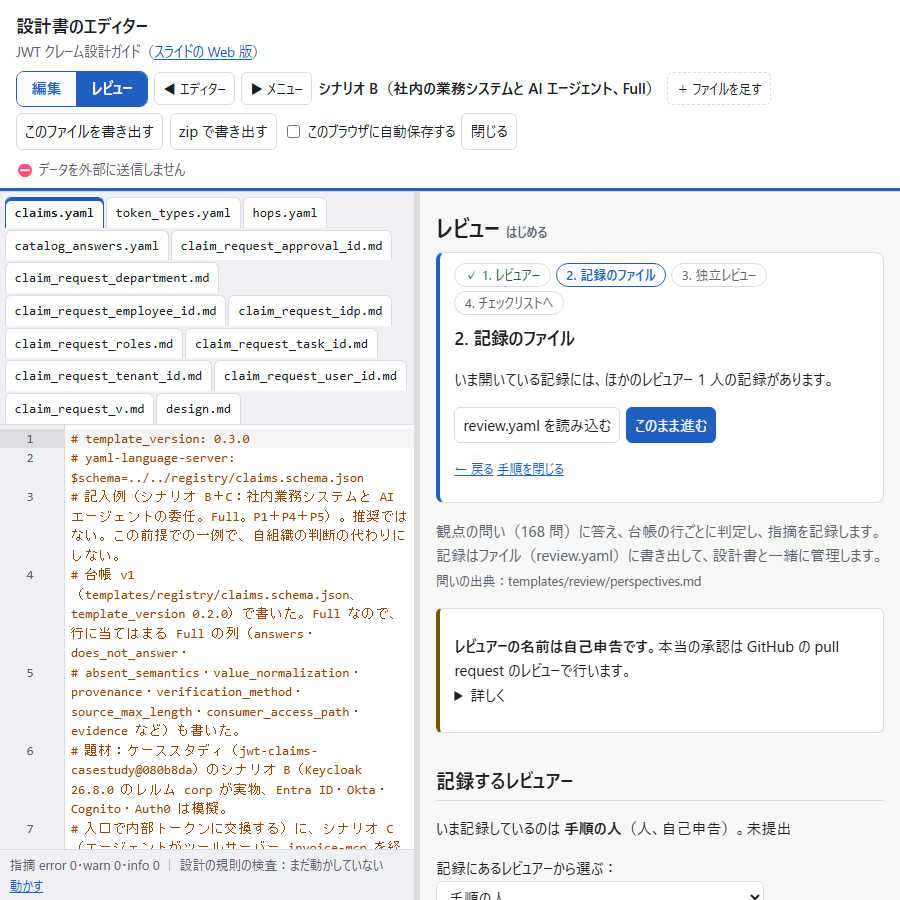 設計書のエディター
JWT クレーム設計ガイド（スライドの Web 版）
編集 レビュー ◀ エディター ▶ メニュー シナリオ B（社内の業務システムと AI エージェント、Full） + ファイルを足す
このファイルを書き出す zip で書き出す このブラウザに自動保存する 閉じる
⛔ データを外部に送信しません
claims.yaml token_types.yaml hops.yaml
catalog_answers.yaml claim_request_approval_id.md
claim_request_department.md
claim_request_employee_id.md claim_request_idp.md
claim_request_roles.md claim_request_task_id.md
claim_request_tenant_id.md claim_request_user_id.md
claim_request_v.md design.md
1 # template_version: 0.3.0
2 # yaml-language-server:
$schema=../../registry/claims.schema.json
3 # 記入例（シナリオ B＋C：社内業務システムと AI
エージェントの委任。Full。P1＋P4＋P5）。推奨では
ない。この前提での一例で、自組織の判断の代わりに
しない。
4 # 台帳 v1
（templates/registry/claims.schema.json、
template_version 0.2.0）で書いた。Full なので、
行に当てはまる Full の列（answers・
does_not_answer・
5 # absent_semantics・value_normalization・
provenance・verification_method・
source_max_length・consumer_access_path・
evidence など）も書いた。
6 # 題材：ケーススタディ（jwt-claims-
casestudy@080b8da）のシナリオ B（Keycloak
26.8.0 のレルム corp が実物、Entra ID・Okta・
Cognito・Auth0 は模擬。
7 # 入口で内部トークンに交換する）に、シナリオ C
（エージェントがツールサーバー invoice-mcp を経
指摘 error 0・warn 0・info 0 | 設計の規則の検査：まだ動かしていない
動かす
レビュー はじめる
✓ 1. レビュアー 2. 記録のファイル 3. 独立レビュー
4. チェックリストへ
2. 記録のファイル
いま開いている記録には、ほかのレビュアー 1 人の記録があります。
review.yaml を読み込む このまま進む
← 戻る 手順を閉じる
観点の問い（168 問）に答え、台帳の行ごとに判定し、指摘を記録します。
記録はファイル（review.yaml）に書き出して、設計書と一緒に管理します。
問いの出典：templates/review/perspectives.md
レビュアーの名前は自己申告です。本当の承認は GitHub の pull
request のレビューで行います。
▶ 詳しく
記録するレビュアー
いま記録しているのは 手順の人（人、自己申告）。未提出
記録にあるレビュアーから選ぶ：
手順の人